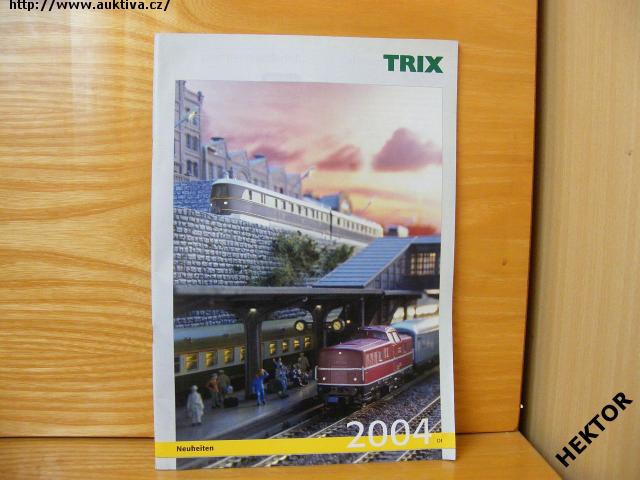 http://www.auktiva.cz/
TRIX
2004
Neuheiten
HEKTOR